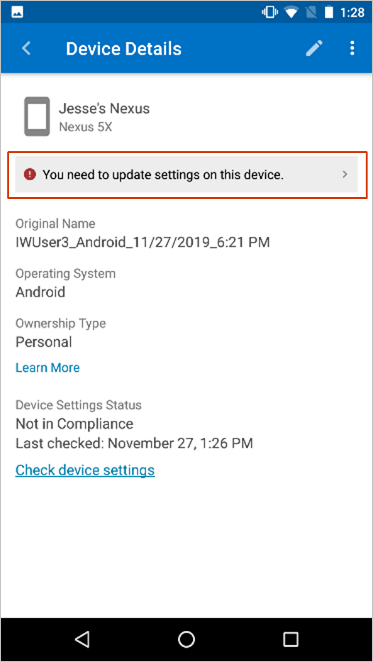 1:28
Device Details
Jesse's Nexus
Nexus 5X
You need to update settings on this device.
Original Name
IWUser3_Android_11/27/2019_6:21 PM
Operating System
Android
Ownership Type
Personal
Learn More
Device Settings Status
Not in Compliance
Last checked: November 27, 1:26 PM
Check device settings